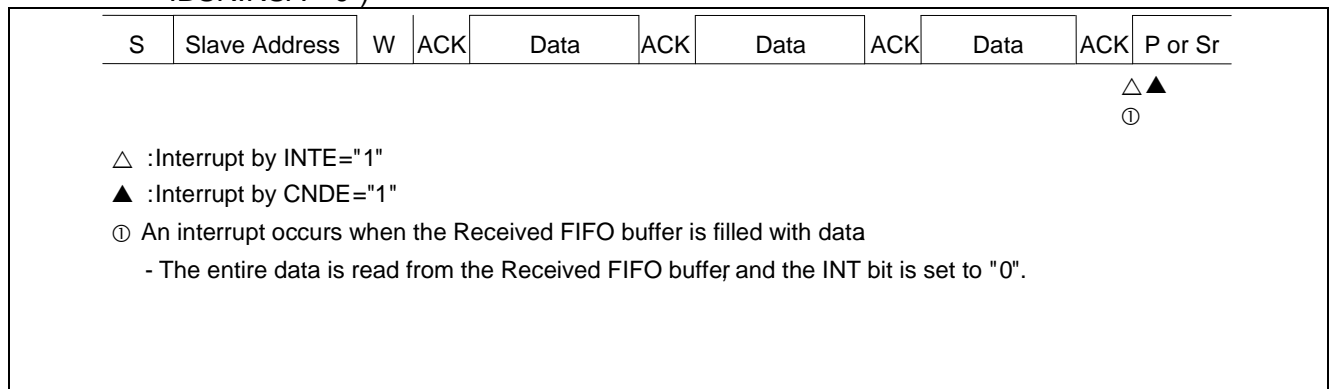 S Slave Address W ACK Data ACK Data ACK Data ACK P or Sr
△ ▲
①
△ :Interrupt by INTE="1"
▲ :Interrupt by CNDE="1"
① An interrupt occurs when the Received FIFO buffer is filled with data
- The entire data is read from the Received FIFO buffer, and the INT bit is set to "0".